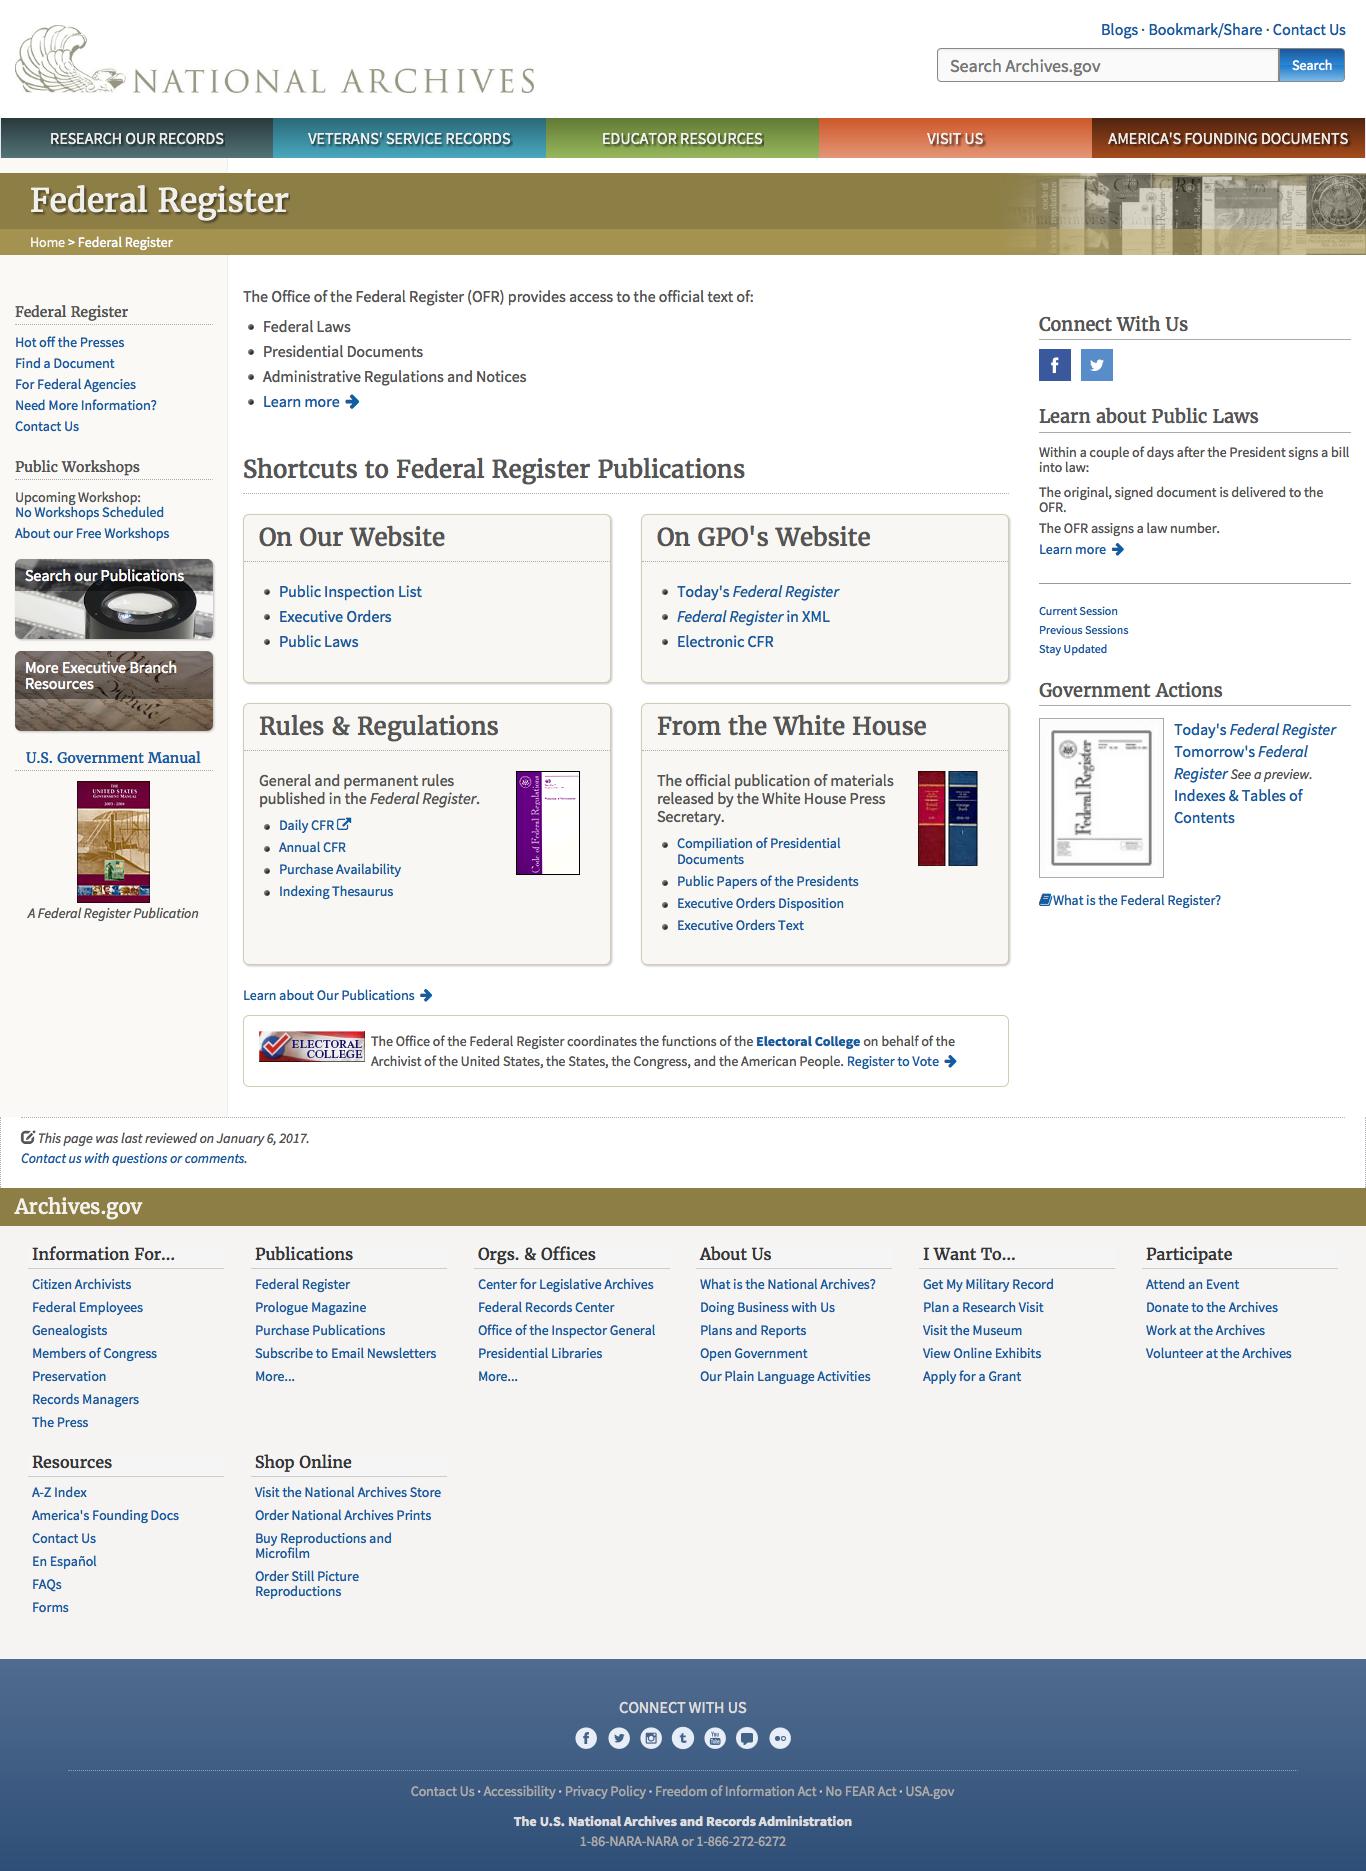 Blogs · Bookmark/Share · Contact Us
NATIONAL ARCHIVES
Search Archives.gov
Search
RESEARCH OUR RECORDS
VETERANS' SERVICE RECORDS
EDUCATOR RESOURCES
VISIT US
AMERICA'S FOUNDING DOCUMENTS
Federal Register
Home > Federal Register
Federal Register
Hot off the Presses
Find a Document
For Federal Agencies
Need More Information?
Contact Us
Public Workshops
Upcoming Workshop:
No Workshops Scheduled
About our Free Workshops
Search our Publications
More Executive Branch
Resources
U.S. Government Manual
THE
UNITED STATES
GOVERNMENT MANUAL
A Federal Register Publication
The Office of the Federal Register (OFR) provides access to the official text of:
Federal Laws
Presidential Documents
Administrative Regulations and Notices
Learn more
Shortcuts to Federal Register Publications
On Our Website
Public Inspection List
Executive Orders
Public Laws
On GPO's Website
Today's Federal Register
Federal Register in XML
Electronic CFR
Rules & Regulations
General and permanent rules
published in the Federal Register.
Daily CFR
Annual CFR
Purchase Availability
Indexing Thesaurus
Code of Federal Regulations
From the White House
The official publication of materials
released by the White House Press
Secretary.
Compiliation of Presidential
Documents
Public Papers of the Presidents
Executive Orders Disposition
Executive Orders Text
Learn about Our Publications
ELECTORAL
COLLEGE
The Office of the Federal Register coordinates the functions of the Electoral College on behalf of the
Archivist of the United States, the States, the Congress, and the American People. Register to Vote
Connect With Us
Learn about Public Laws
Within a couple of days after the President signs a bill
into law:
The original, signed document is delivered to the
OFR.
The OFR assigns a law number.
Learn more
Current Session
Previous Sessions
Stay Updated
Government Actions
Federal Register
Today's Federal Register
Tomorrow's Federal
Register See a preview.
Indexes & Tables of
Contents
What is the Federal Register?
This page was last reviewed on January 6, 2017.
Contact us with questions or comments.
Archives.gov
Information For...
Citizen Archivists
Federal Employees
Genealogists
Members of Congress
Preservation
Records Managers
The Press
Publications
Federal Register
Prologue Magazine
Purchase Publications
Subscribe to Email Newsletters
More...
Orgs. & Offices
Center for Legislative Archives
Federal Records Center
Office of the Inspector General
Presidential Libraries
More...
About Us
What is the National Archives?
Doing Business with Us
Plans and Reports
Open Government
Our Plain Language Activities
I Want To...
Get My Military Record
Plan a Research Visit
Visit the Museum
View Online Exhibits
Apply for a Grant
Participate
Attend an Event
Donate to the Archives
Work at the Archives
Volunteer at the Archives
Resources
A-Z Index
America's Founding Docs
Contact Us
En Español
FAQs
Forms
Shop Online
Visit the National Archives Store
Order National Archives Prints
Buy Reproductions and
Microfilm
Order Still Picture
Reproductions
CONNECT WITH US
Contact Us · Accessibility · Privacy Policy · Freedom of Information Act · No FEAR Act · USA.gov
The U.S. National Archives and Records Administration
1-86-NARA-NARA or 1-866-272-6272